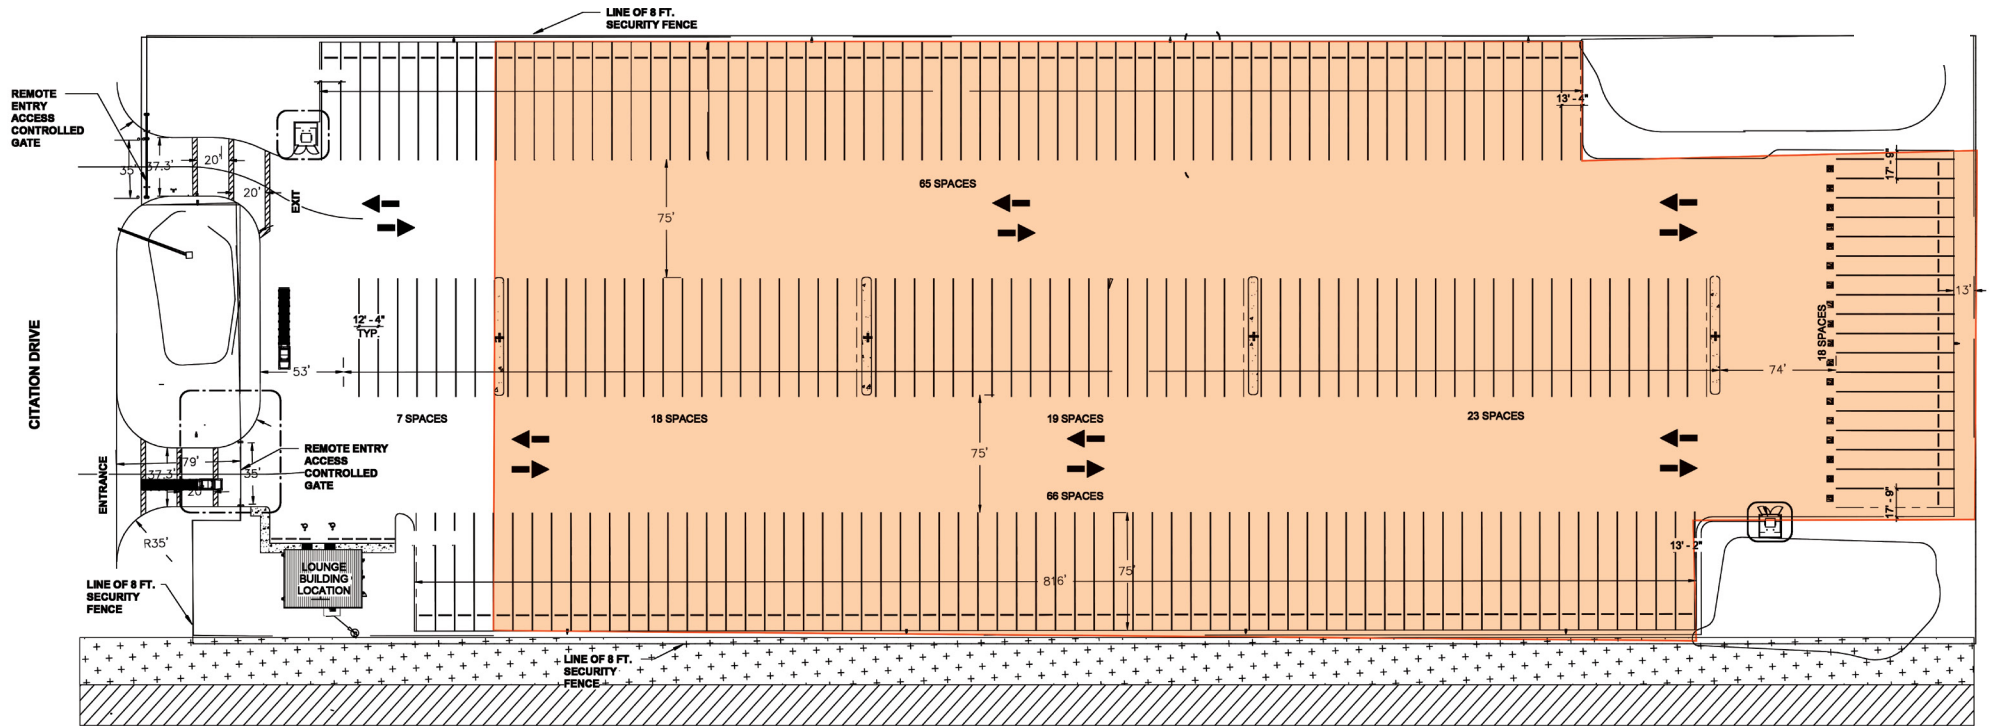 LINE OF 8 FT.
SECURITY FENCE
REMOTE
ENTRY
ACCESS
CONTROLLED
GATE
13' - 4"
35'
37.3'
20'
20'
EXIT
17' - 9"
65 SPACES
75'
13'
12' - 4"
TYP.
18 SPACES
CITATION DRIVE
53'
74'
7 SPACES
18 SPACES
19 SPACES
23 SPACES
REMOTE ENTRY
ACCESS
CONTROLLED
GATE
ENTRANCE
79'
37.3'
35'
20'
75'
66 SPACES
17' - 9"
R35'
13' - 2"
LOUNGE
BUILDING
LOCATION
816'
75'
LINE OF 8 FT.
SECURITY
FENCE
LINE OF 8 FT.
SECURITY
FENCE